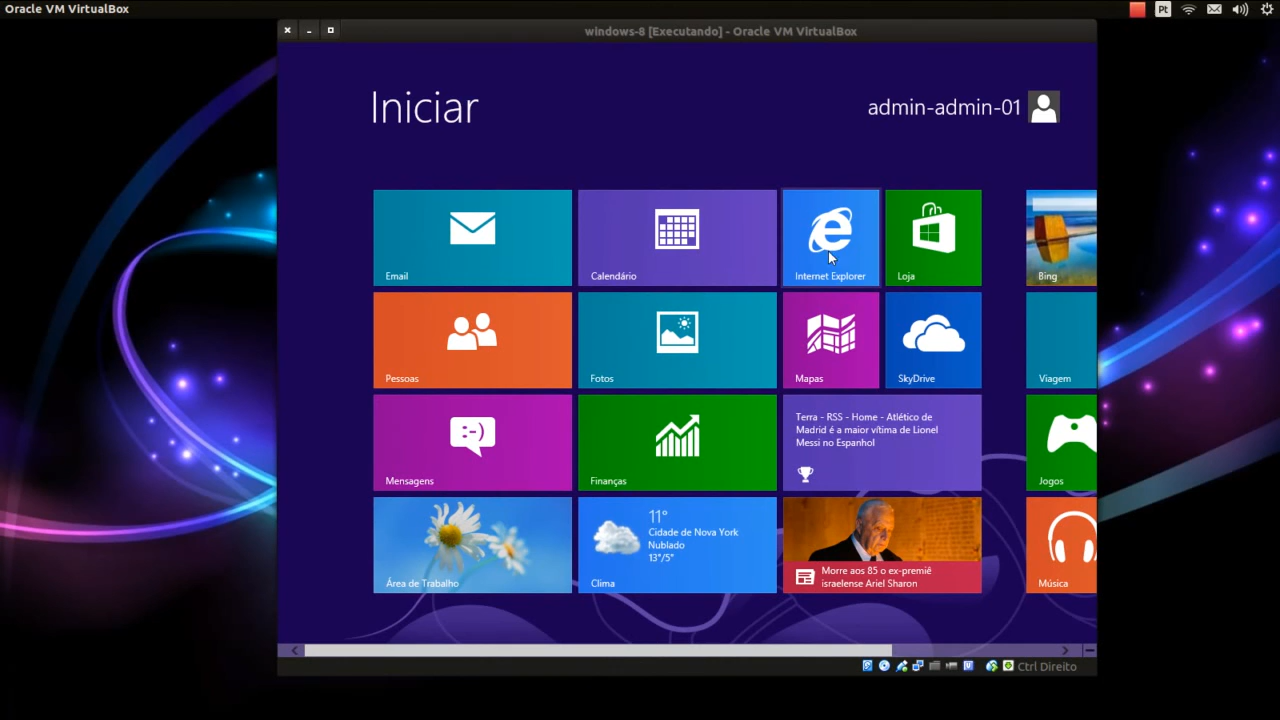 Oracle VM VirtualBox
Pt
windows-8 [Executando] - Oracle VM VirtualBox
Iniciar
admin-admin-01
Email
Calendário
Internet Explorer
Loja
Bing
Pessoas
Fotos
Mapas
SkyDrive
Viagem
Mensagens
Finanças
Terra - RSS - Home - Atlético de
Madrid é a maior vítima de Lionel
Messi no Espanhol
Jogos
Área de Trabalho
11°
Cidade de Nova York
Nublado
13°/5°
Clima
Morre aos 85 o ex-premiê
israelense Ariel Sharon
Música
Ctrl Direito